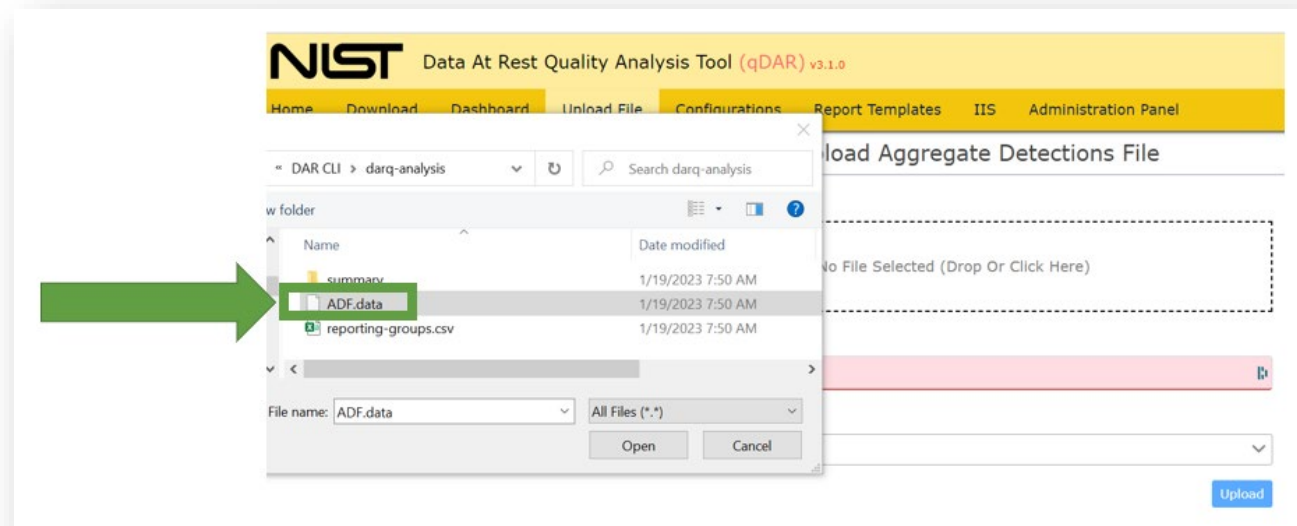 NIST Data At Rest Quality Analysis Tool (qDAR) v3.1.0
Home Download Dashboard Upload File Configurations Report Templates IIS Administration Panel
load Aggregate Detections File
« DAR CLI > darq-analysis
Search darq-analysis
w folder
Name Date modified
summary 1/19/2023 7:50 AM
ADF.data 1/19/2023 7:50 AM
reporting-groups.csv 1/19/2023 7:50 AM
No File Selected (Drop Or Click Here)
File name: ADF.data All Files (*.*)
Open Cancel
Upload